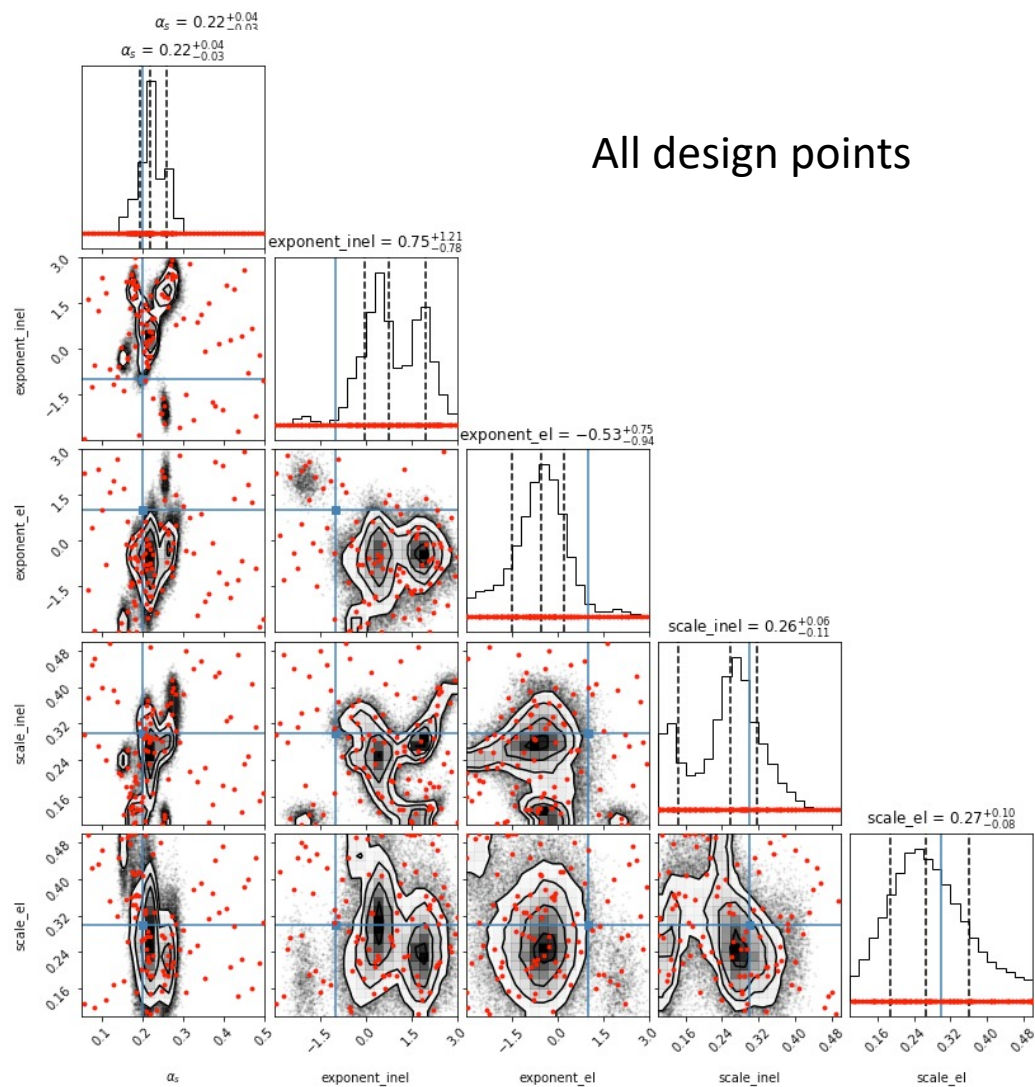 α_s = 0.22^{+0.04}_{-0.03}
α_s = 0.22^{+0.04}_{-0.03}
All design points
exponent_inel = 0.75^{+1.21}_{-0.78}
3.0
1.5
0.0
−1.5
exponent_inel
exponent_el = −0.53^{+0.75}_{-0.94}
3.0
1.5
0.0
−1.5
exponent_el
scale_inel = 0.26^{+0.06}_{-0.11}
0.48
0.40
0.32
0.24
0.16
scale_inel
scale_el = 0.27^{+0.10}_{-0.08}
0.48
0.40
0.32
0.24
0.16
scale_el
0.1 0.2 0.3 0.4 0.5 −1.5 0.0 1.5 3.0 −1.5 0.0 1.5 3.0 0.16 0.24 0.32 0.40 0.48 0.16 0.24 0.32 0.40 0.48
α_s exponent_inel exponent_el scale_inel scale_el